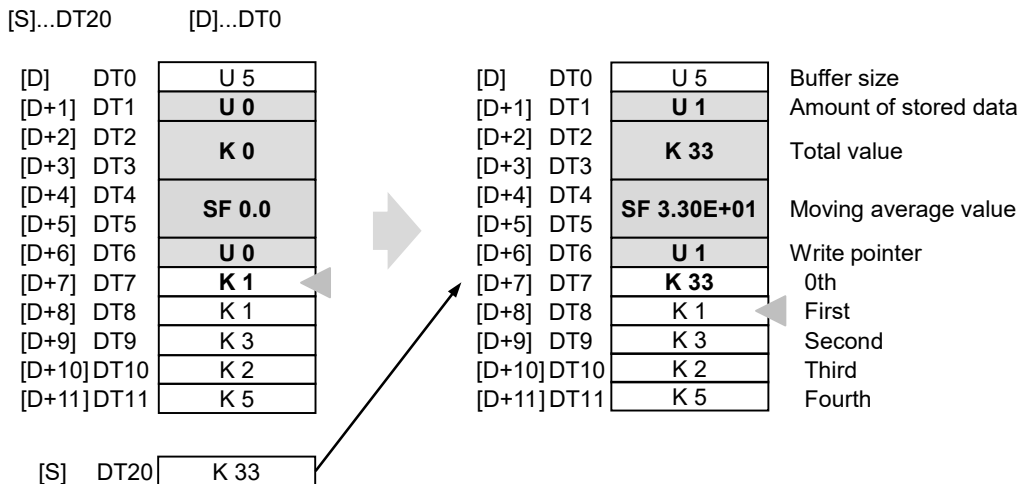 [S]...DT20 [D]...DT0
[D] DT0 U 5 [D] DT0 U 5 Buffer size
[D+1] DT1 U 0 [D+1] DT1 U 1 Amount of stored data
[D+2] DT2 [D+2] DT2
K 0 K 33 Total value
[D+3] DT3 [D+3] DT3
[D+4] DT4 [D+4] DT4
SF 0.0 SF 3.30E+01 Moving average value
[D+5] DT5 [D+5] DT5
[D+6] DT6 U 0 [D+6] DT6 U 1 Write pointer
[D+7] DT7 K 1 [D+7] DT7 K 33 0th
[D+8] DT8 K 1 [D+8] DT8 K 1 First
[D+9] DT9 K 3 [D+9] DT9 K 3 Second
[D+10] DT10 K 2 [D+10] DT10 K 2 Third
[D+11] DT11 K 5 [D+11] DT11 K 5 Fourth
[S] DT20 K 33